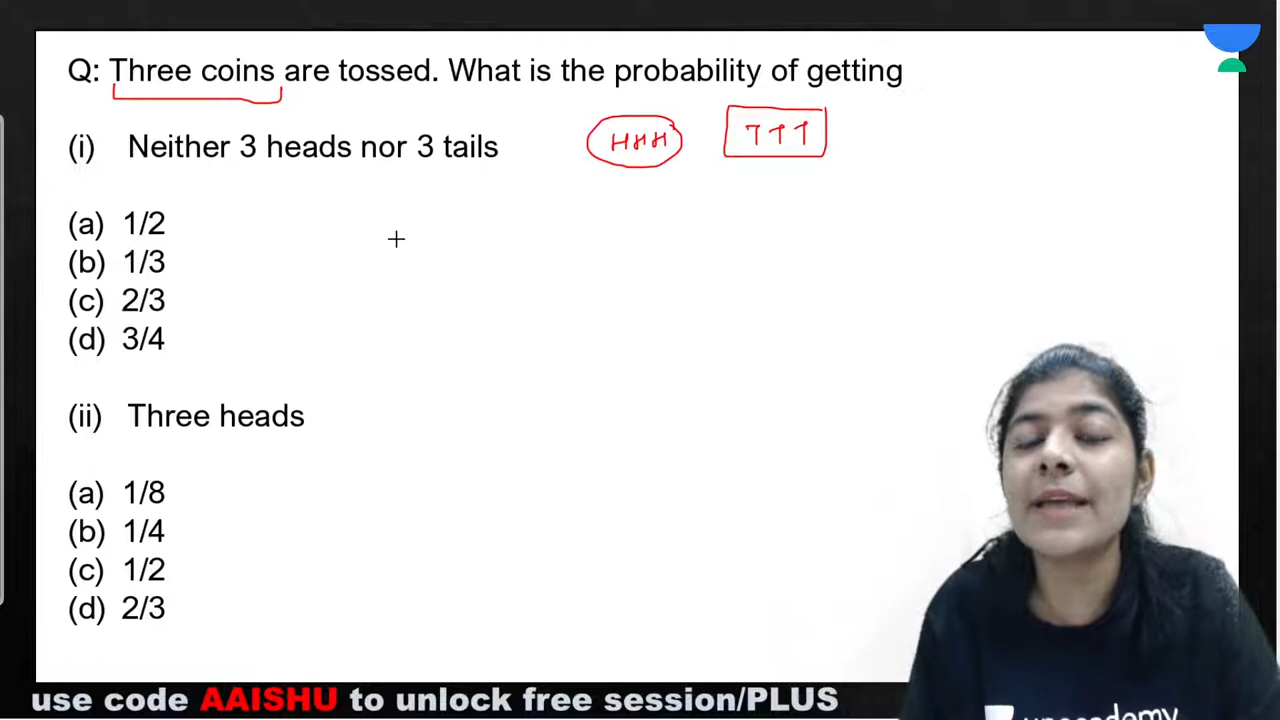 Q: Three coins are tossed. What is the probability of getting
HHH TTT
(i) Neither 3 heads nor 3 tails
(a) 1/2
(b) 1/3
(c) 2/3
(d) 3/4
(ii) Three heads
(a) 1/8
(b) 1/4
(c) 1/2
(d) 2/3
use code AAISHU to unlock free session/PLUS